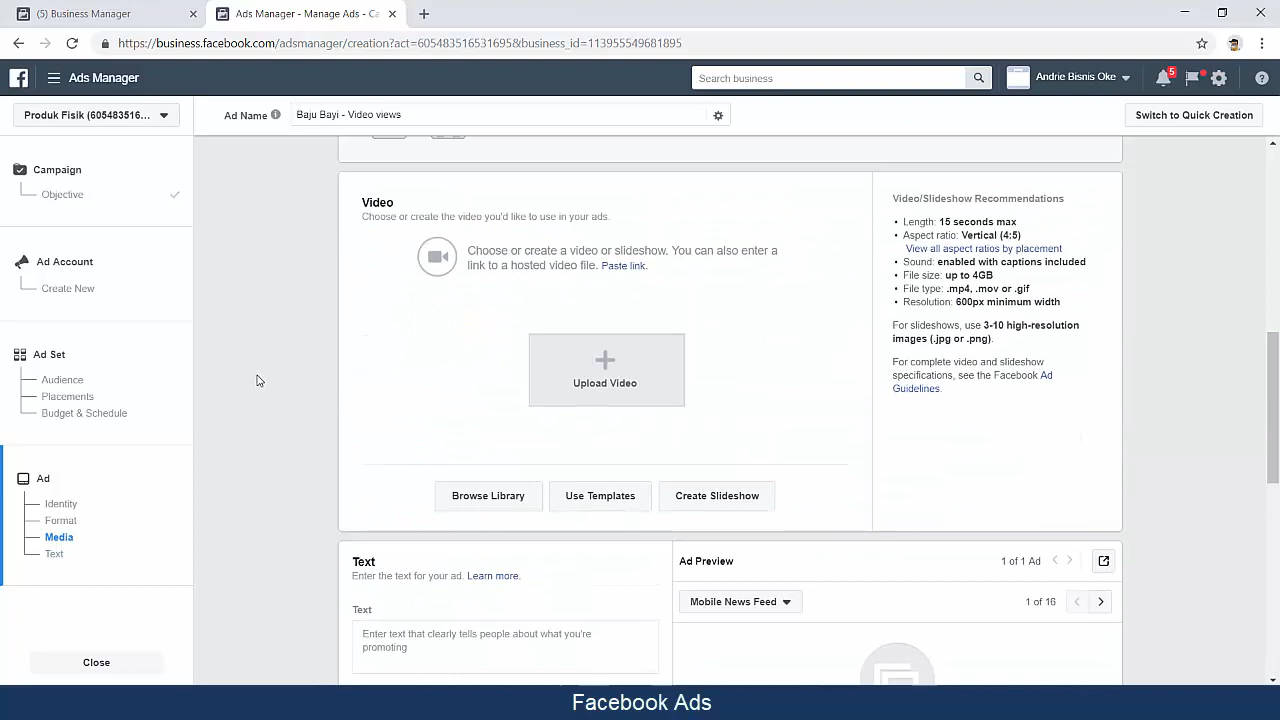 (5) Business Manager
Ads Manager - Manage Ads - Ca
https://business.facebook.com/adsmanager/creation?act=605483516531695&business_id=113955549681895
Ads Manager
Search business
Andrie Bisnis Oke
5
Produk Fisik (605483516...
Ad Name
Baju Bayi - Video views
Switch to Quick Creation
Campaign
Objective
Ad Account
Create New
Ad Set
Audience
Placements
Budget & Schedule
Ad
Identity
Format
Media
Text
Close
Video
Choose or create the video you'd like to use in your ads.
Choose or create a video or slideshow. You can also enter a
link to a hosted video file. Paste link.
Upload Video
Browse Library
Use Templates
Create Slideshow
Video/Slideshow Recommendations
• Length: 15 seconds max
• Aspect ratio: Vertical (4:5)
View all aspect ratios by placement
• Sound: enabled with captions included
• File size: up to 4GB
• File type: .mp4, .mov or .gif
• Resolution: 600px minimum width
For slideshows, use 3-10 high-resolution
images (.jpg or .png).
For complete video and slideshow
specifications, see the Facebook Ad
Guidelines.
Text
Enter the text for your ad. Learn more.
Text
Enter text that clearly tells people about what you're
promoting
Ad Preview
1 of 1 Ad
Mobile News Feed
1 of 16
Facebook Ads